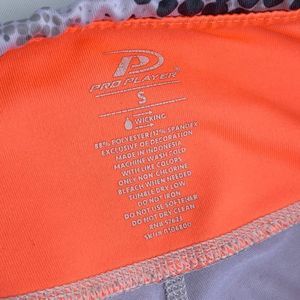 PRO PLAYER
S
WICKING
88% POLYESTER/12% SPANDEX
EXCLUSIVE OF DECORATION
MADE IN INDONESIA
MACHINE WASH COLD
WITH LIKE COLORS
ONLY NON CHLORINE
BLEACH WHEN NEEDED
TUMBLE DRY LOW
DO NOT IRON
DO NOT USE SOFTENER
DO NOT DRY CLEAN